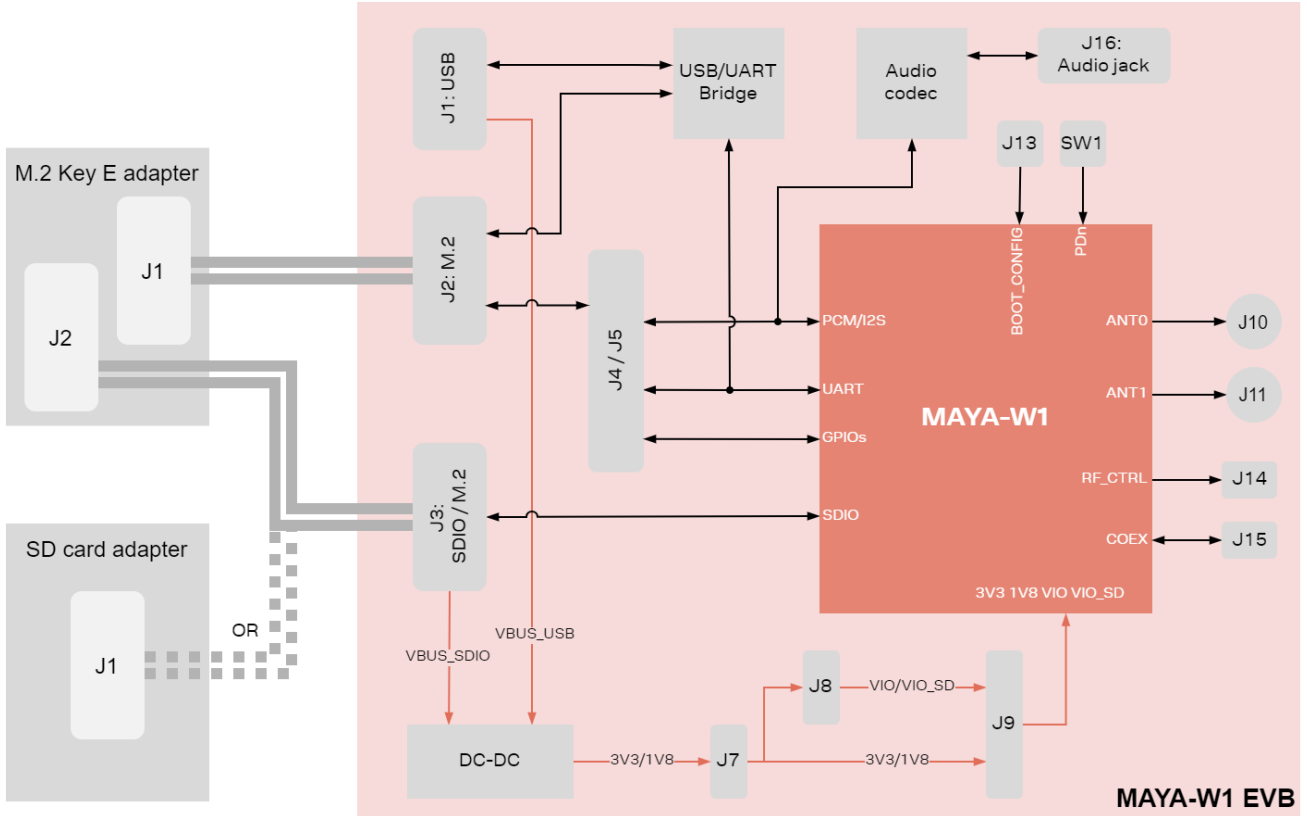 M.2 Key E adapter
J1
J2
SD card adapter
J1
OR
J1: USB
J2: M.2
J3:
SDIO / M.2
USB/UART
Bridge
Audio
codec
J16:
Audio jack
J13
SW1
J4 / J5
BOOT_CONFIG
PDn
PCM/I2S
UART
GPIOs
SDIO
MAYA-W1
ANT0
ANT1
RF_CTRL
COEX
3V3 1V8 VIO VIO_SD
J10
J11
J14
J15
VBUS_SDIO
VBUS_USB
DC-DC
3V3/1V8
J7
J8
VIO/VIO_SD
3V3/1V8
J9
MAYA-W1 EVB